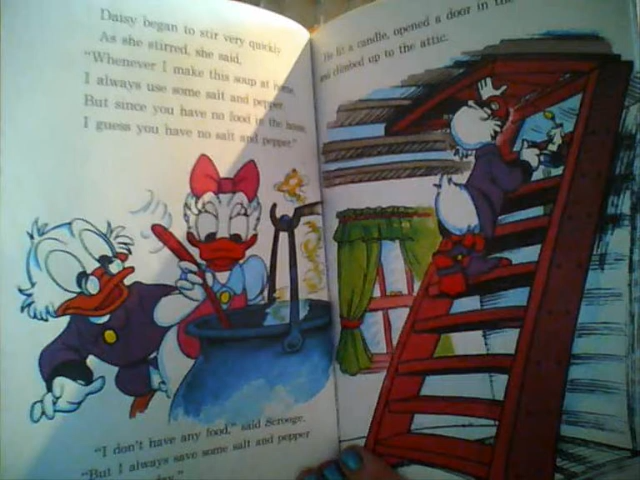 Daisy began to stir very quickly.
As she stirred, she said,
"Whenever I make this soup at home,
I always use some salt and pepper.
But since you have no food in the house,
I guess you have no salt and pepper."
"I don't have any food," said Scrooge.
"But I always save some salt and pepper
He lit a candle, opened a door in the
and climbed up to the attic.